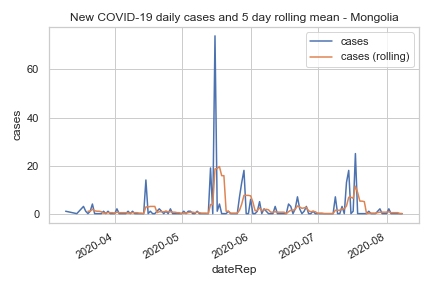 New COVID-19 daily cases and 5 day rolling mean - Mongolia
cases
cases (rolling)
60
40
20
0
cases
2020-04
2020-05
2020-06
2020-07
2020-08
dateRep